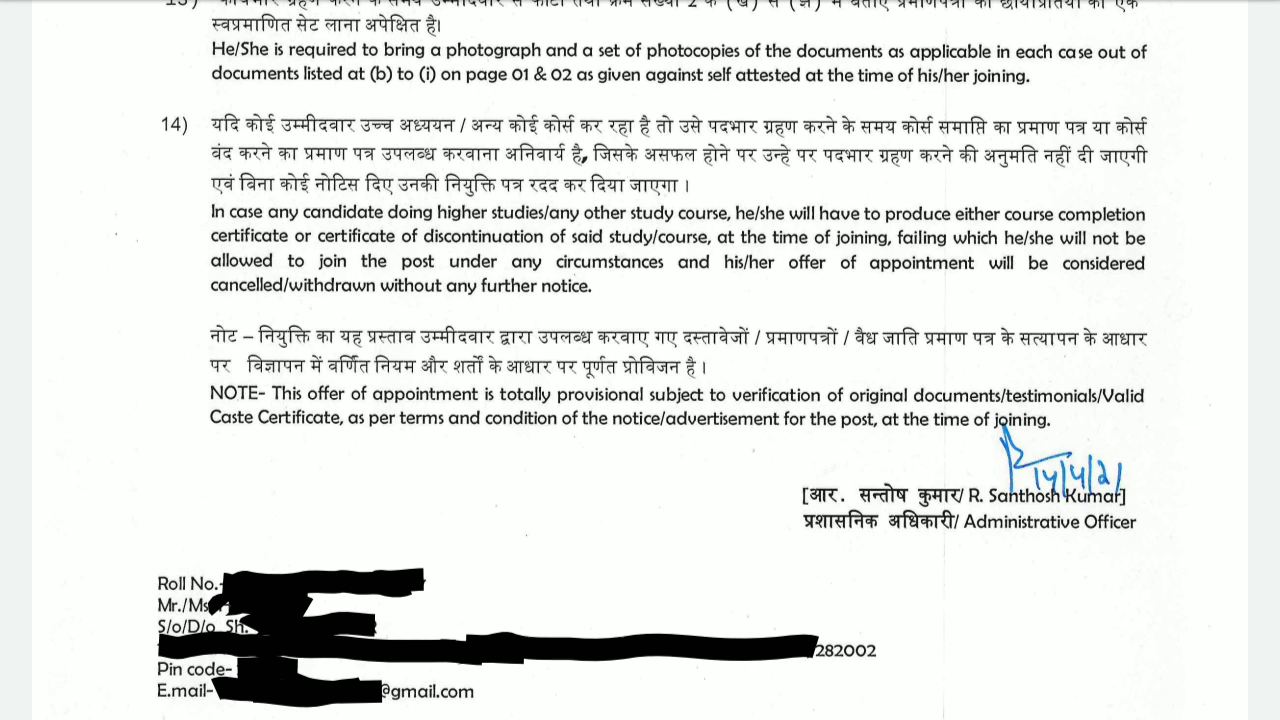 स्वप्रमाणित सेट लाना अपेक्षित है।
He/She is required to bring a photograph and a set of photocopies of the documents as applicable in each case out of
documents listed at (b) to (i) on page 01 & 02 as given against self attested at the time of his/her joining.
14) यदि कोई उम्मीदवार उच्च अध्ययन / अन्य कोई कोर्स कर रहा है तो उसे पदभार ग्रहण करने के समय कोर्स समाप्ति का प्रमाण पत्र या कोर्स
बंद करने का प्रमाण पत्र उपलब्ध करवाना अनिवार्य है, जिसके असफल होने पर उन्हे पर पदभार ग्रहण करने की अनुमति नहीं दी जाएगी
एवं बिना कोई नोटिस दिए उनकी नियुक्ति पत्र रदद कर दिया जाएगा ।
In case any candidate doing higher studies/any other study course, he/she will have to produce either course completion
certificate or certificate of discontinuation of said study/course, at the time of joining, failing which he/she will not be
allowed to join the post under any circumstances and his/her offer of appointment will be considered
cancelled/withdrawn without any further notice.
नोट – नियुक्ति का यह प्रस्ताव उम्मीदवार द्वारा उपलब्ध करवाए गए दस्तावेजों / प्रमाणपत्रों / वैध जाति प्रमाण पत्र के सत्यापन के आधार
पर विज्ञापन में वर्णित नियम और शर्तों के आधार पर पूर्णत प्रोविजन है ।
NOTE- This offer of appointment is totally provisional subject to verification of original documents/testimonials/Valid
Caste Certificate, as per terms and condition of the notice/advertisement for the post, at the time of joining.
14/4/21
[आर. सन्तोष कुमार/ R. Santhosh Kumar]
प्रशासनिक अधिकारी/ Administrative Officer
Roll No.-
Mr./Ms
S/o/D/o Sh.
282002
Pin code-
E.mail- @gmail.com